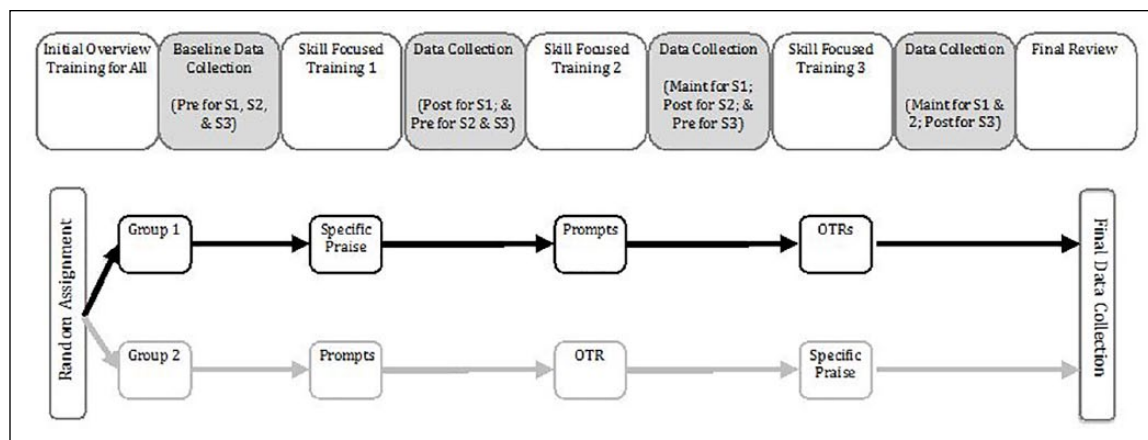 Initial Overview
Training for All
Baseline Data
Collection
(Pre for S1, S2,
& S3)
Skill Focused
Training 1
Data Collection
(Post for S1; &
Pre for S2 & S3)
Skill Focused
Training 2
Data Collection
(Maint for S1;
Post for S2; &
Pre for S3)
Skill Focused
Training 3
Data Collection
(Maint for S1 &
2; Post for S3)
Final Review
Random Assignment
Group 1
Specific
Praise
Prompts
OTRs
Group 2
Prompts
OTR
Specific
Praise
Final Data Collection